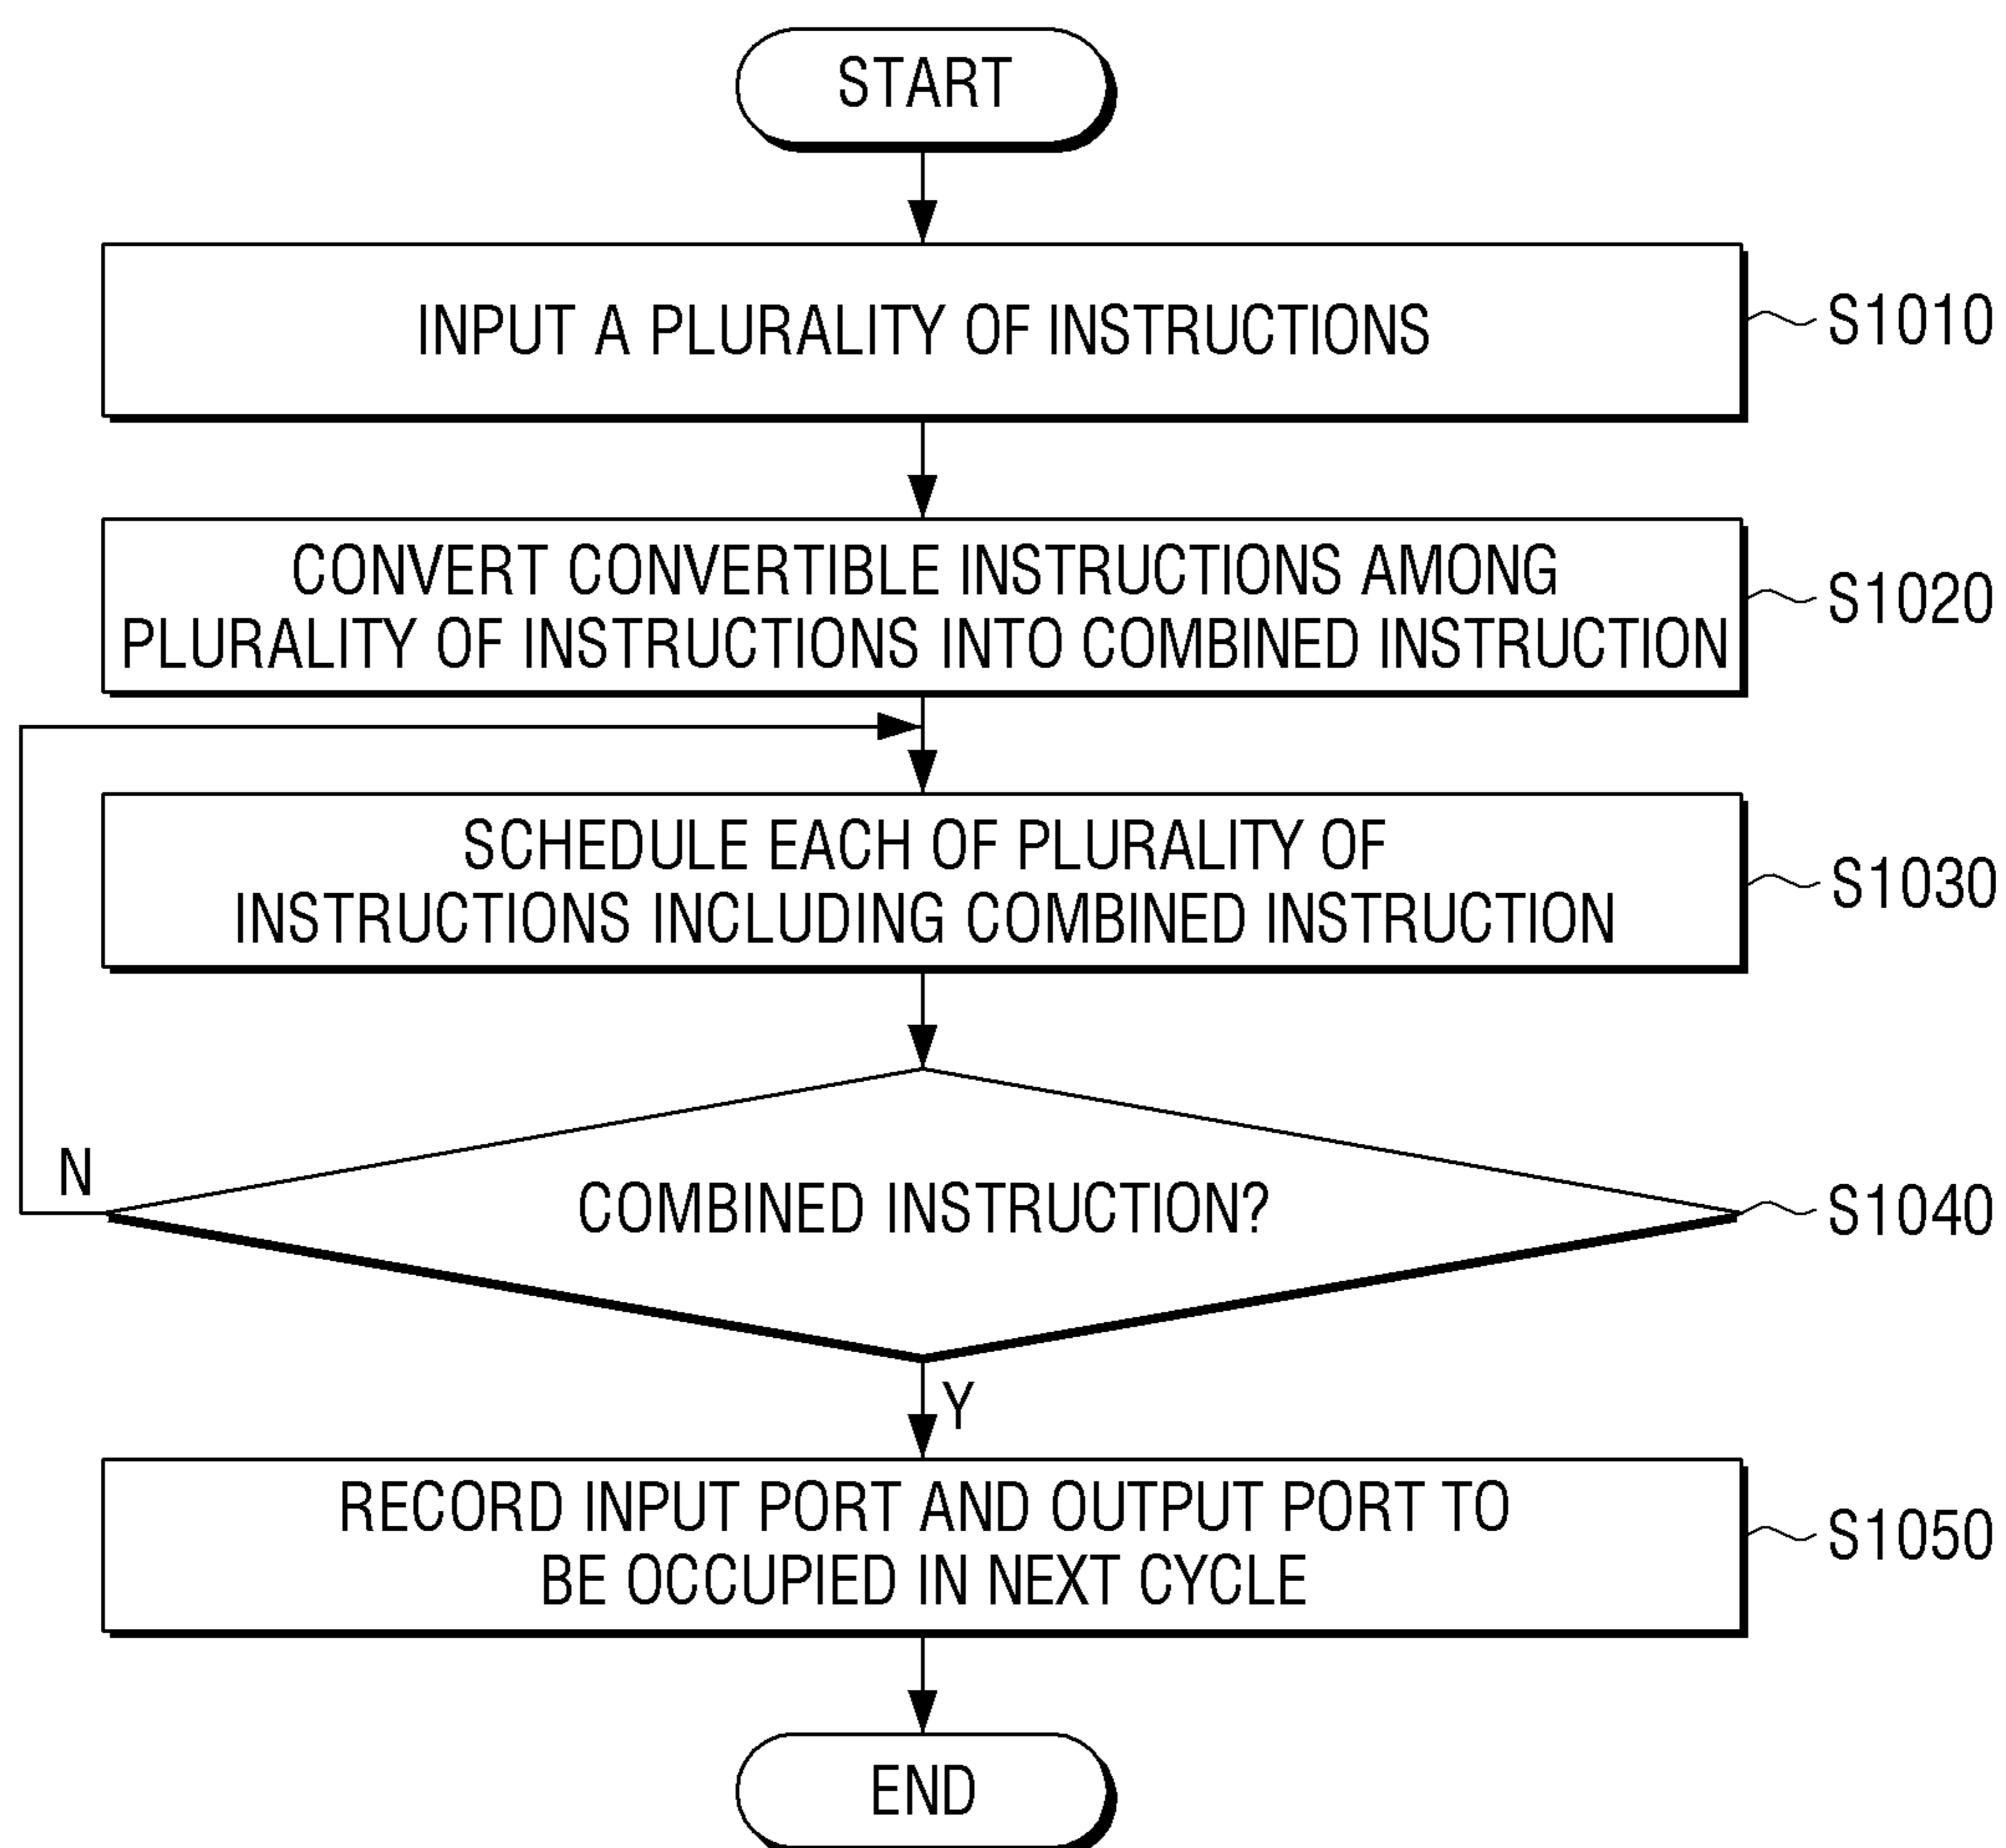 START
INPUT A PLURALITY OF INSTRUCTIONS
S1010
CONVERT CONVERTIBLE INSTRUCTIONS AMONG
PLURALITY OF INSTRUCTIONS INTO COMBINED INSTRUCTION
S1020
SCHEDULE EACH OF PLURALITY OF
INSTRUCTIONS INCLUDING COMBINED INSTRUCTION
S1030
N
COMBINED INSTRUCTION?
S1040
Y
RECORD INPUT PORT AND OUTPUT PORT TO
BE OCCUPIED IN NEXT CYCLE
S1050
END